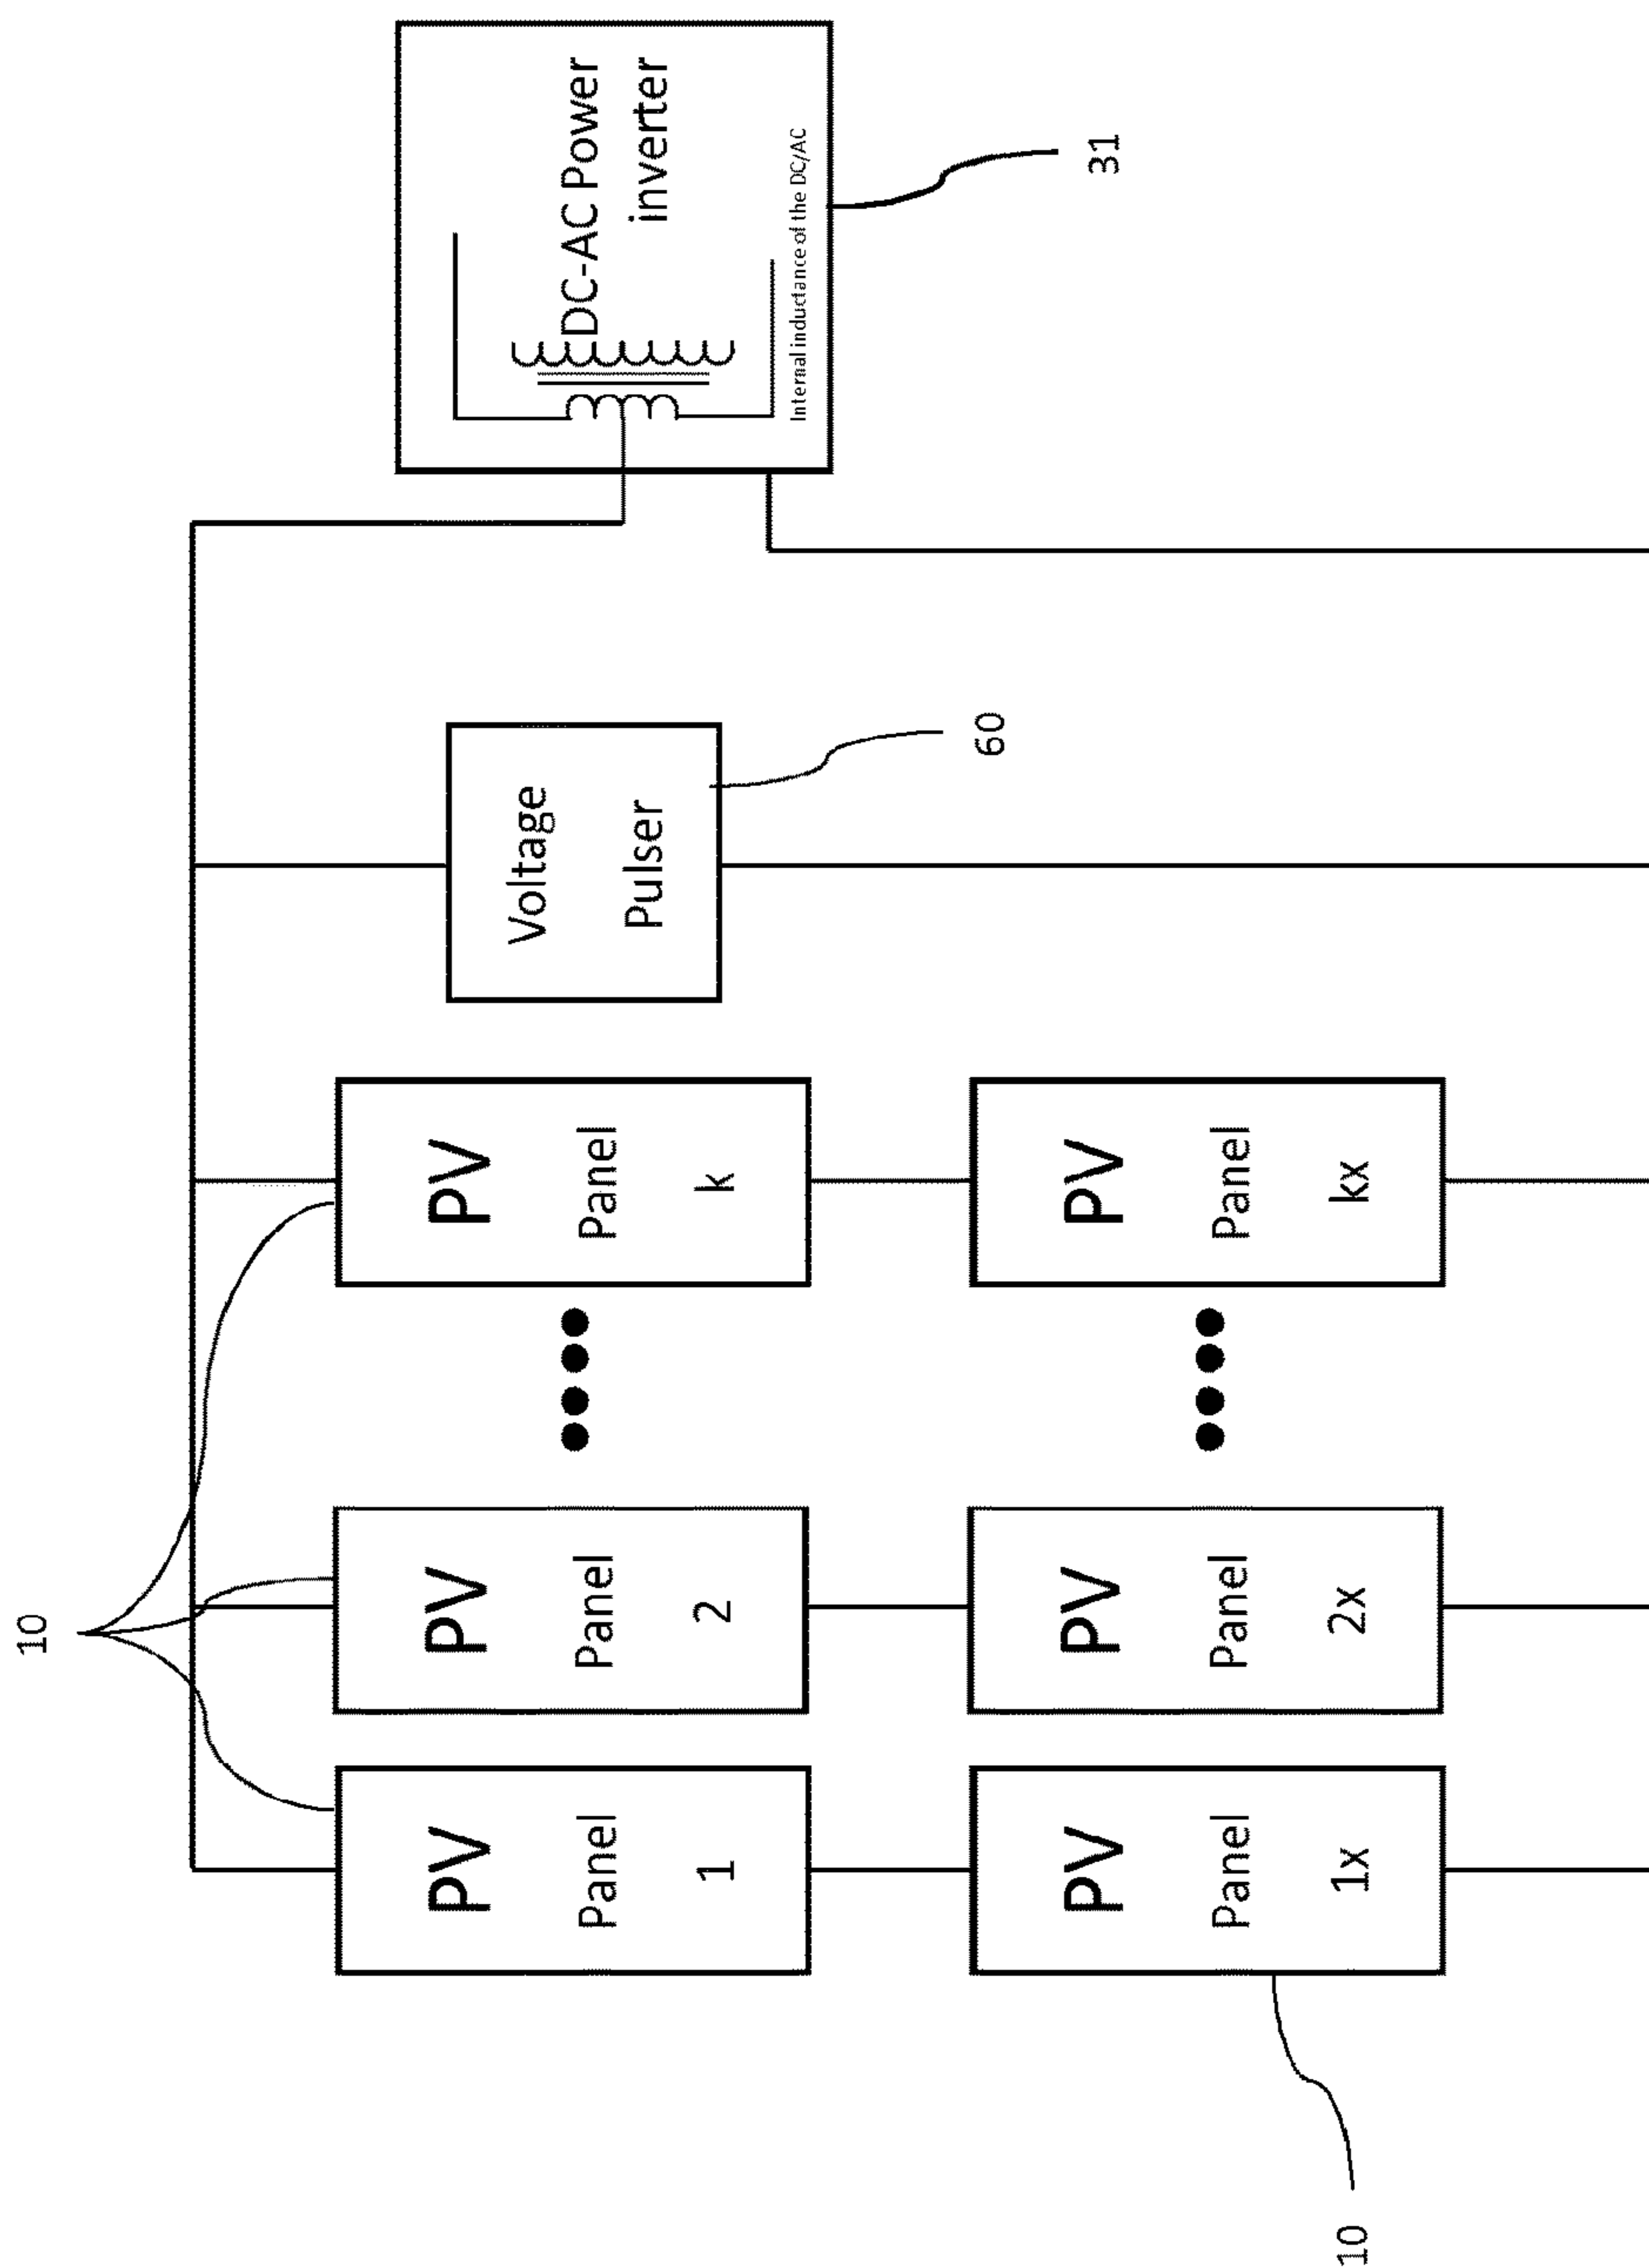 10
PV
Panel
1
PV
Panel
2
PV
Panel
k
Voltage
Pulser
60
DC-AC Power
inverter
Internal inductance of the DC/AC
31
PV
Panel
1x
PV
Panel
2x
PV
Panel
kx
10